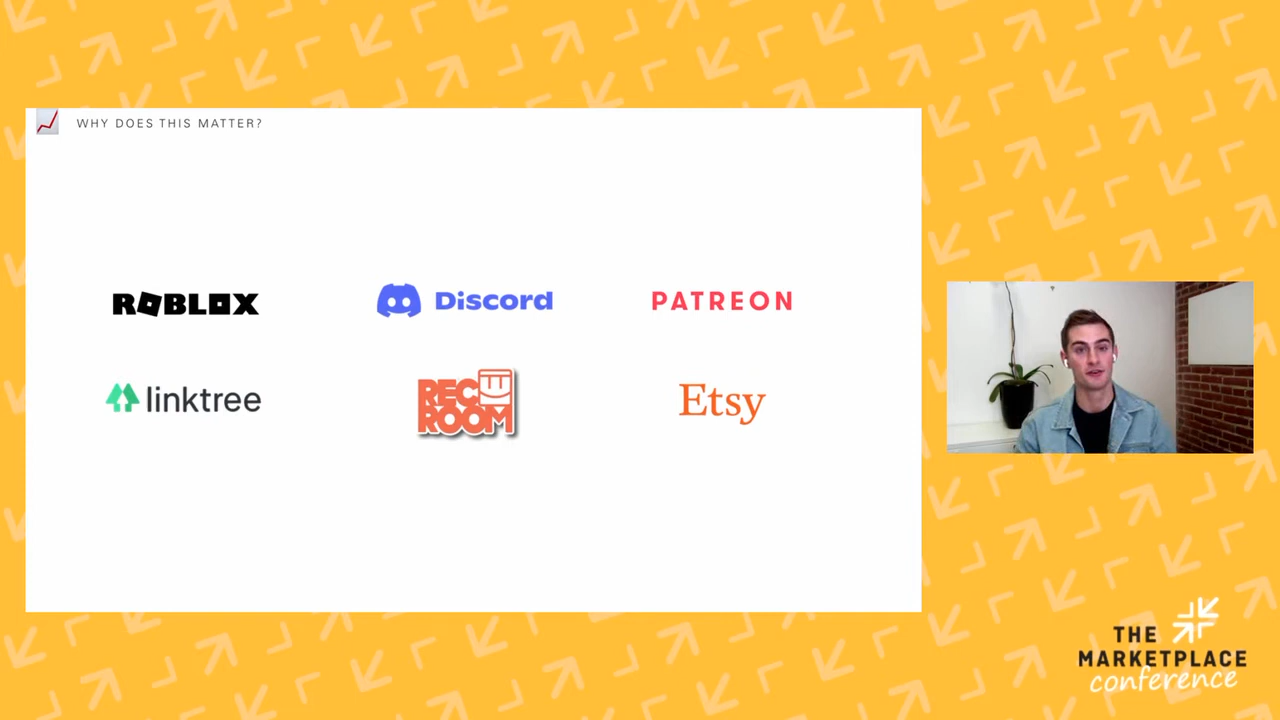 WHY DOES THIS MATTER?
ROBLOX
Discord
PATREON
linktree
REC
ROOM
Etsy
THE
MARKETPLACE
conference